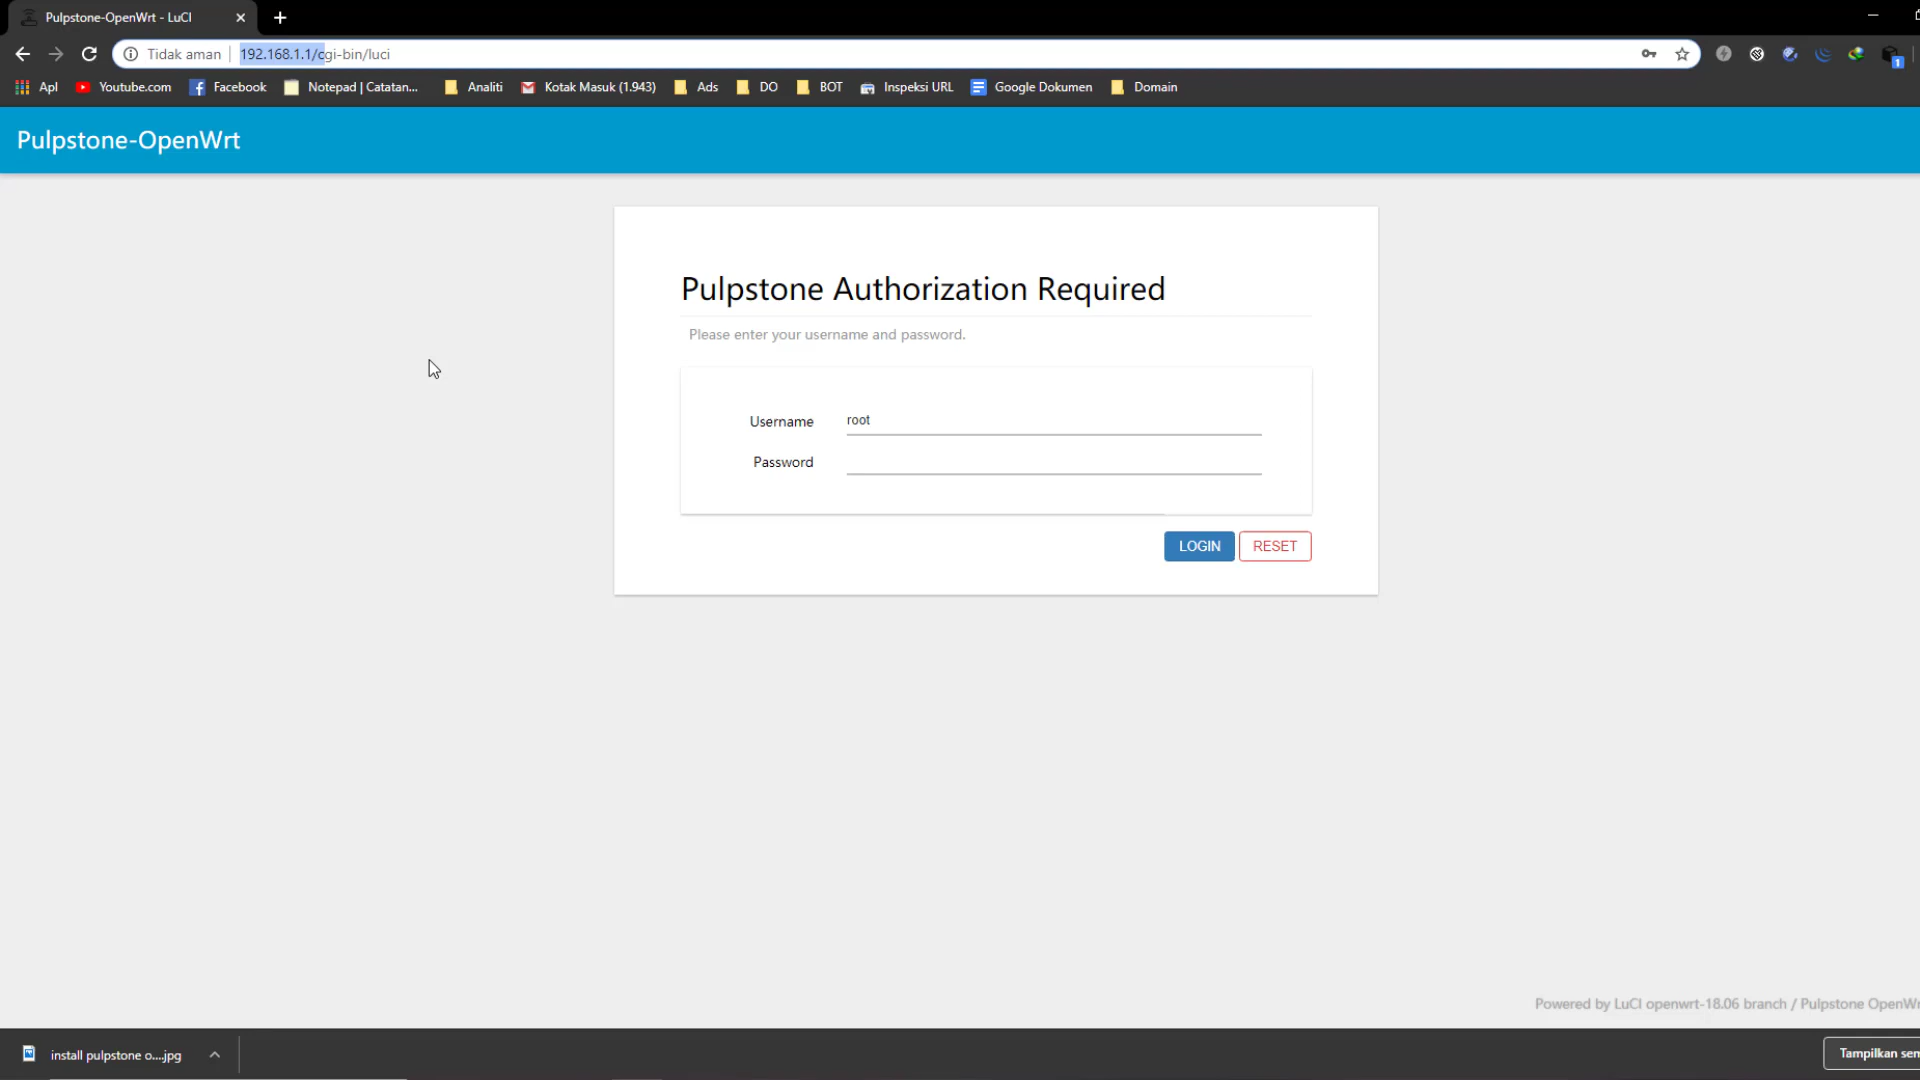 Pulpstone-OpenWrt - LuCI
Tidak aman 192.168.1.1/cgi-bin/luci
Apl Youtube.com Facebook Notepad | Catatan... Analiti Kotak Masuk (1.943) Ads DO BOT Inspeksi URL Google Dokumen Domain
1
Pulpstone-OpenWrt
Pulpstone Authorization Required
Please enter your username and password.
Username root
Password
LOGIN RESET
Powered by LuCI openwrt-18.06 branch / Pulpstone OpenWr
install pulpstone o....jpg
Tampilkan sem